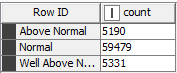 Row ID I count
Above Normal 5190
Normal 59479
Well Above N... 5331